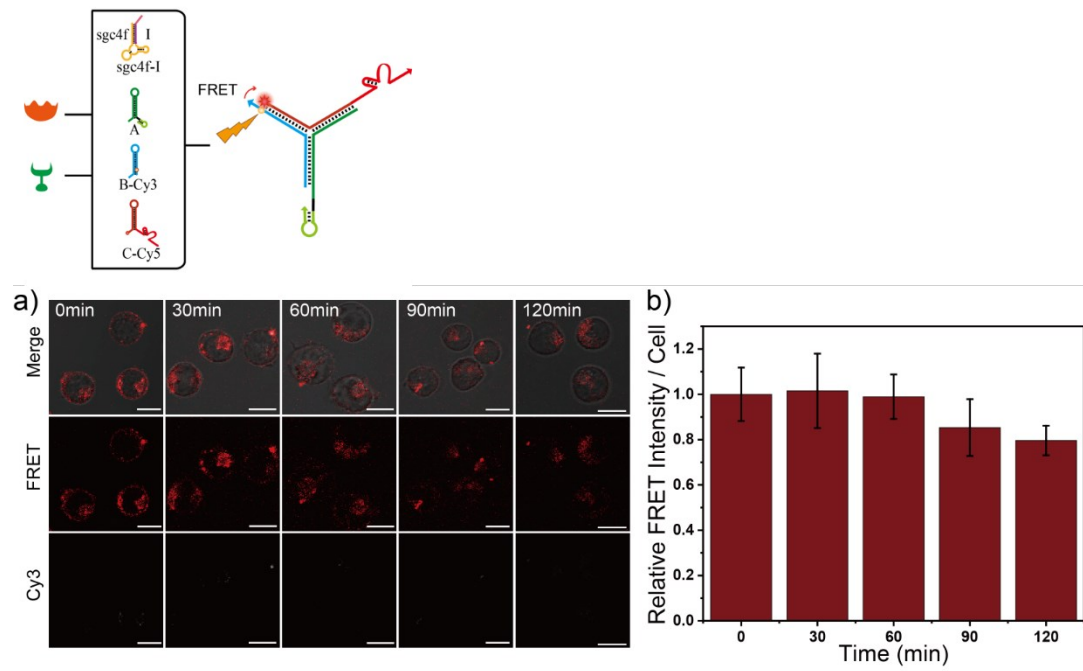 sgc4f I
sgc4f-I
A
B-Cy3
C-Cy5
FRET
a)
0min 30min 60min 90min 120min
Merge
FRET
Cy3
b)
Relative FRET Intensity / Cell
1.2
1.0
0.8
0.6
0.4
0.2
0.0
0 30 60 90 120
Time (min)